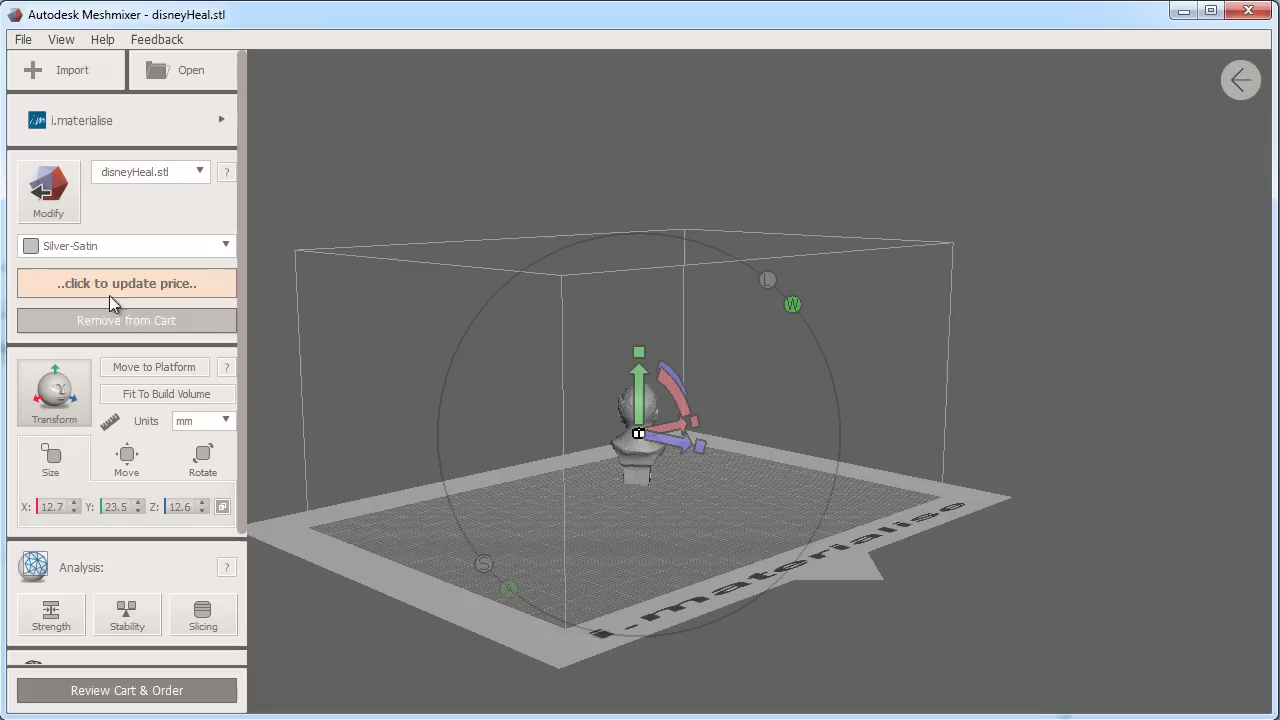 Autodesk Meshmixer - disneyHeal.stl
File View Help Feedback
Import Open
i.m i.materialise
disneyHeal.stl ?
Modify
Silver-Satin
..click to update price..
Remove from Cart
Move to Platform ?
Fit To Build Volume
Transform Units mm
Size Move Rotate
X: 12.7 Y: 23.5 Z: 12.6
Analysis: ?
Strength Stability Slicing
Review Cart & Order
L
W
S
A
i-materialise